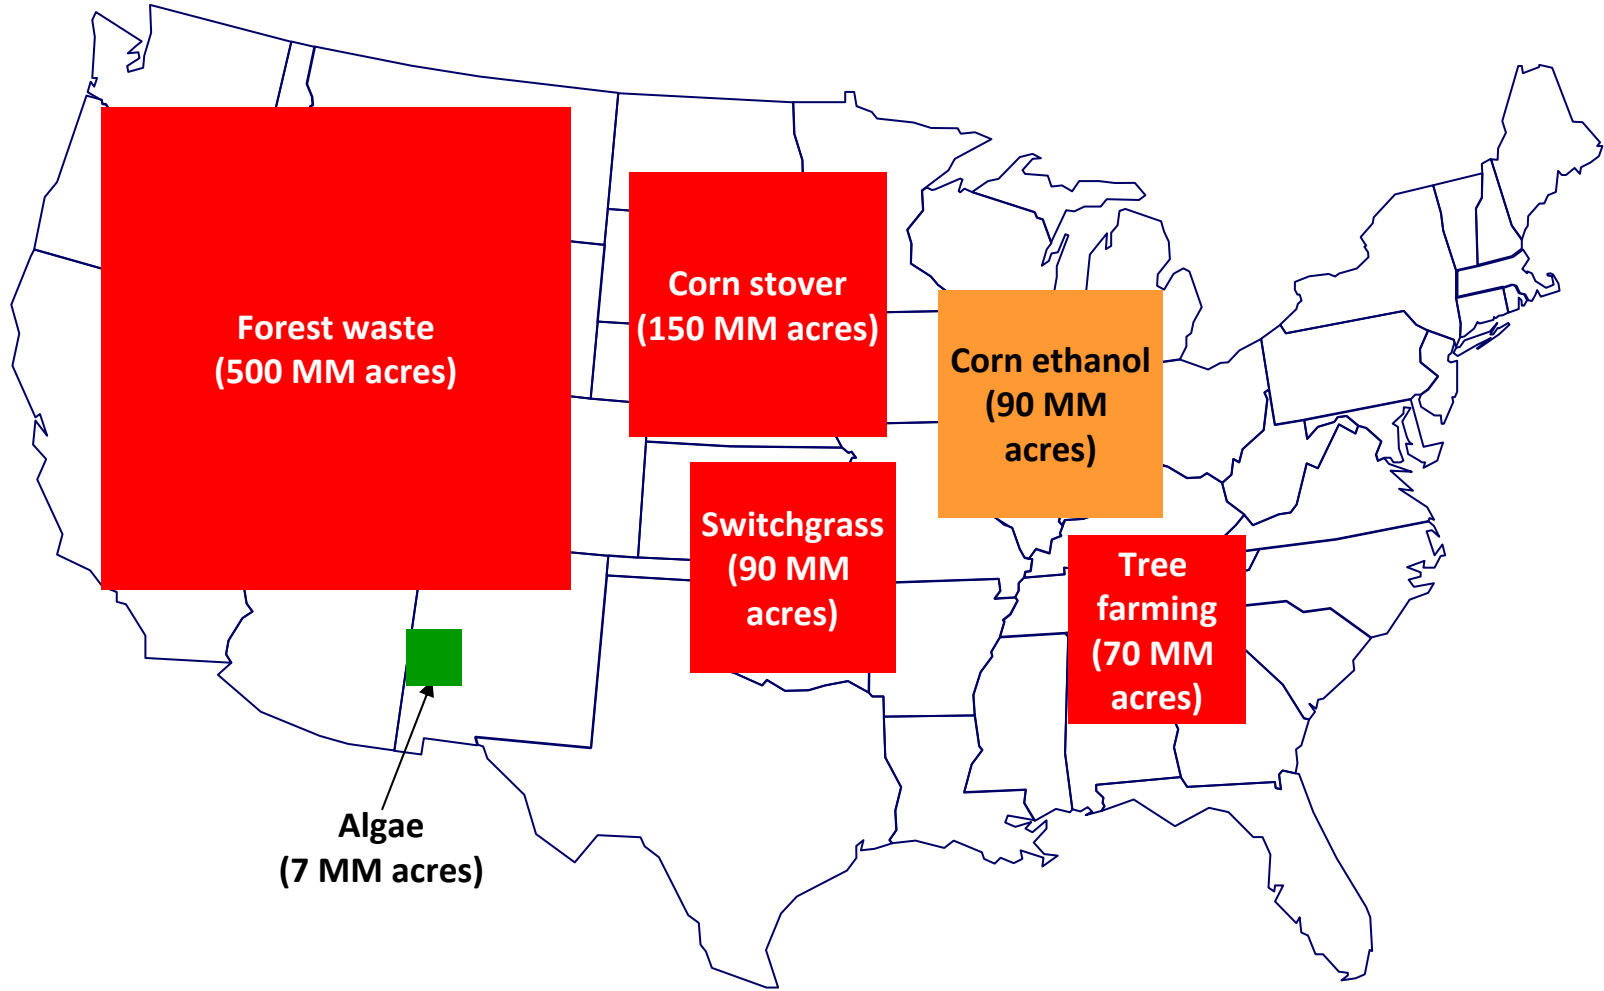 Forest waste
(500 MM acres)
Corn stover
(150 MM acres)
Corn ethanol
(90 MM
acres)
Switchgrass
(90 MM
acres)
Tree
farming
(70 MM
acres)
Algae
(7 MM acres)